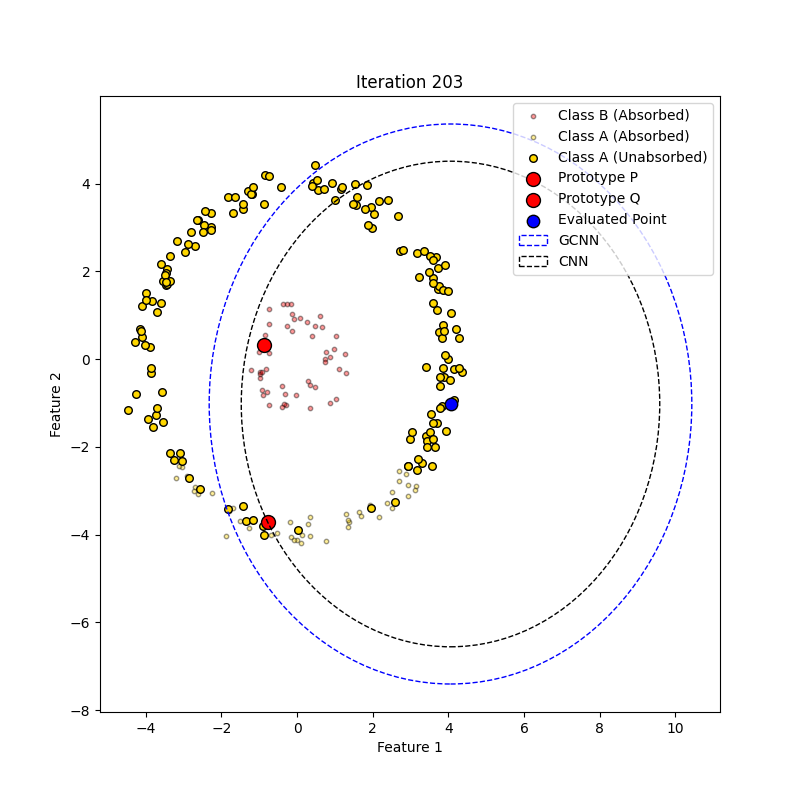 Iteration 203
Class B (Absorbed)
Class A (Absorbed)
Class A (Unabsorbed)
Prototype P
Prototype Q
Evaluated Point
GCNN
CNN
4
2
0
−2
−4
−6
−8
Feature 2
−4
−2
0
2
4
6
8
10
Feature 1